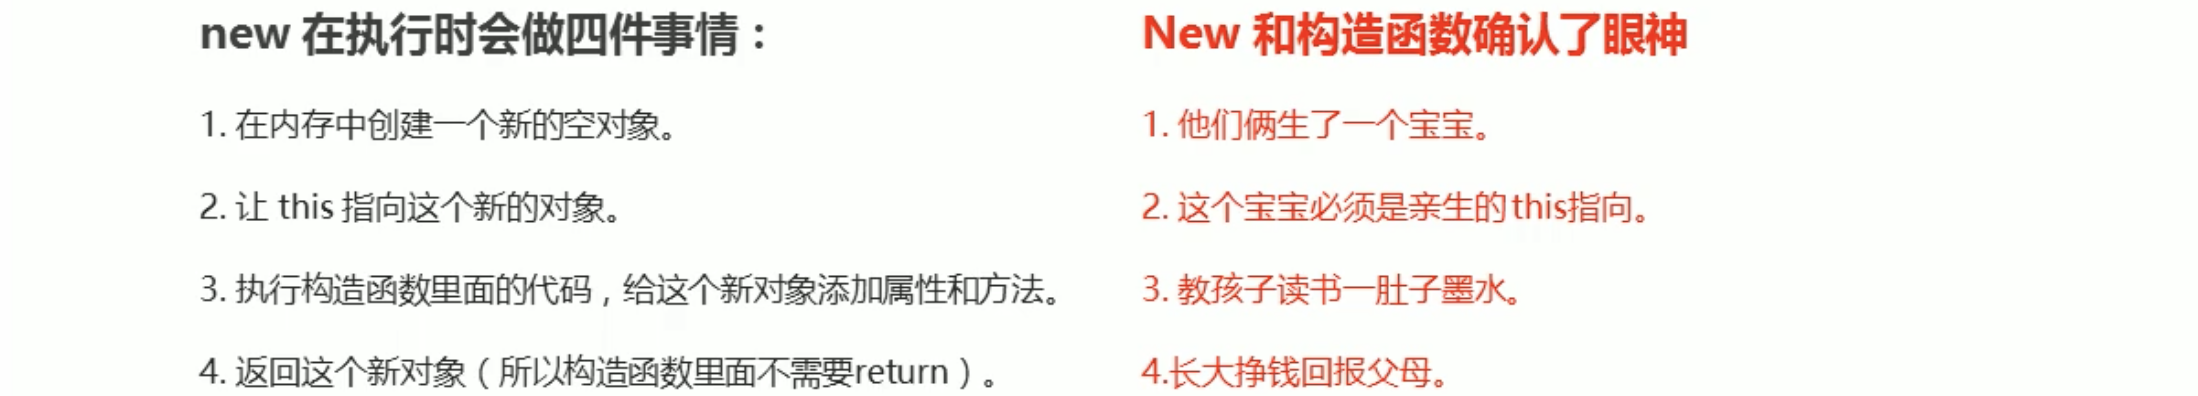 new 在执行时会做四件事情：
1. 在内存中创建一个新的空对象。
2. 让 this 指向这个新的对象。
3. 执行构造函数里面的代码，给这个新对象添加属性和方法。
4. 返回这个新对象（所以构造函数里面不需要return）。
New 和构造函数确认了眼神
1. 他们俩生了一个宝宝。
2. 这个宝宝必须是亲生的this指向。
3. 教孩子读书一肚子墨水。
4.长大挣钱回报父母。